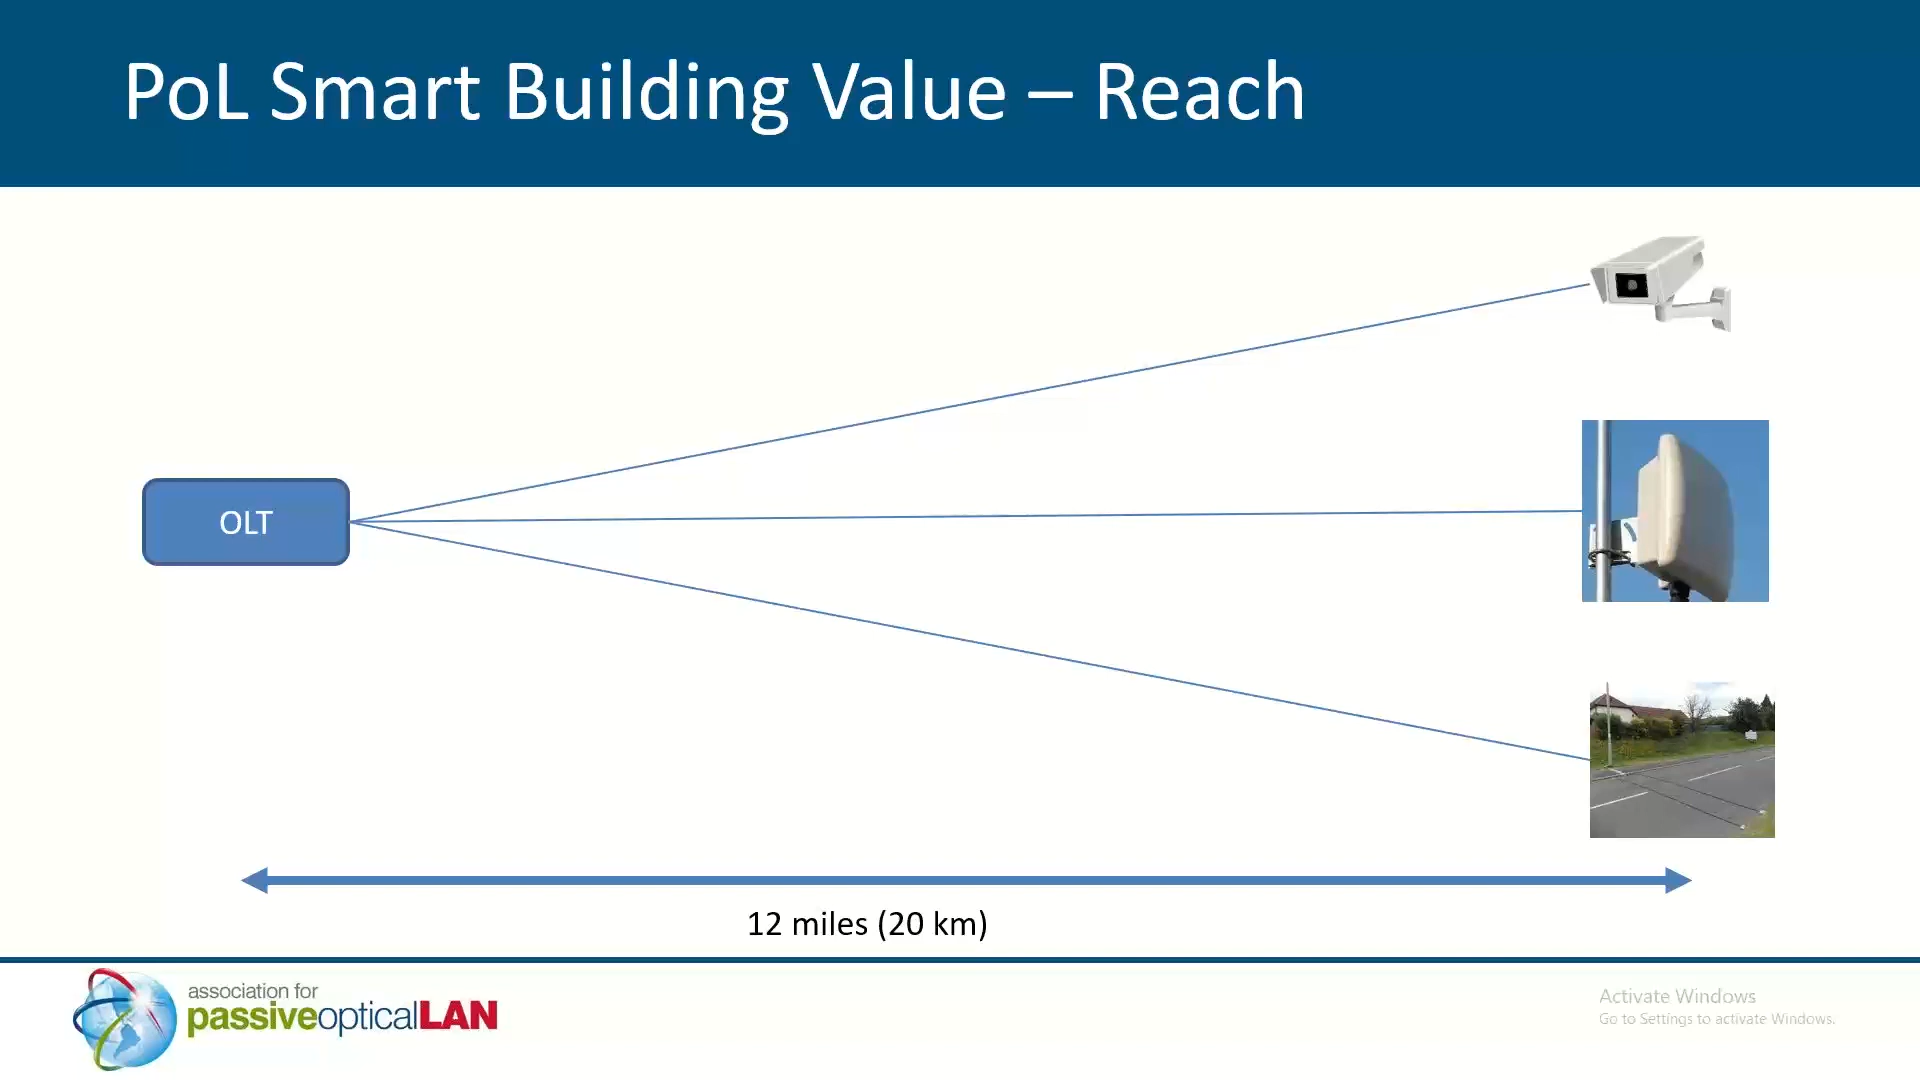 PoL Smart Building Value – Reach
OLT
12 miles (20 km)
association for
passiveopticalLAN
Activate Windows
Go to Settings to activate Windows.